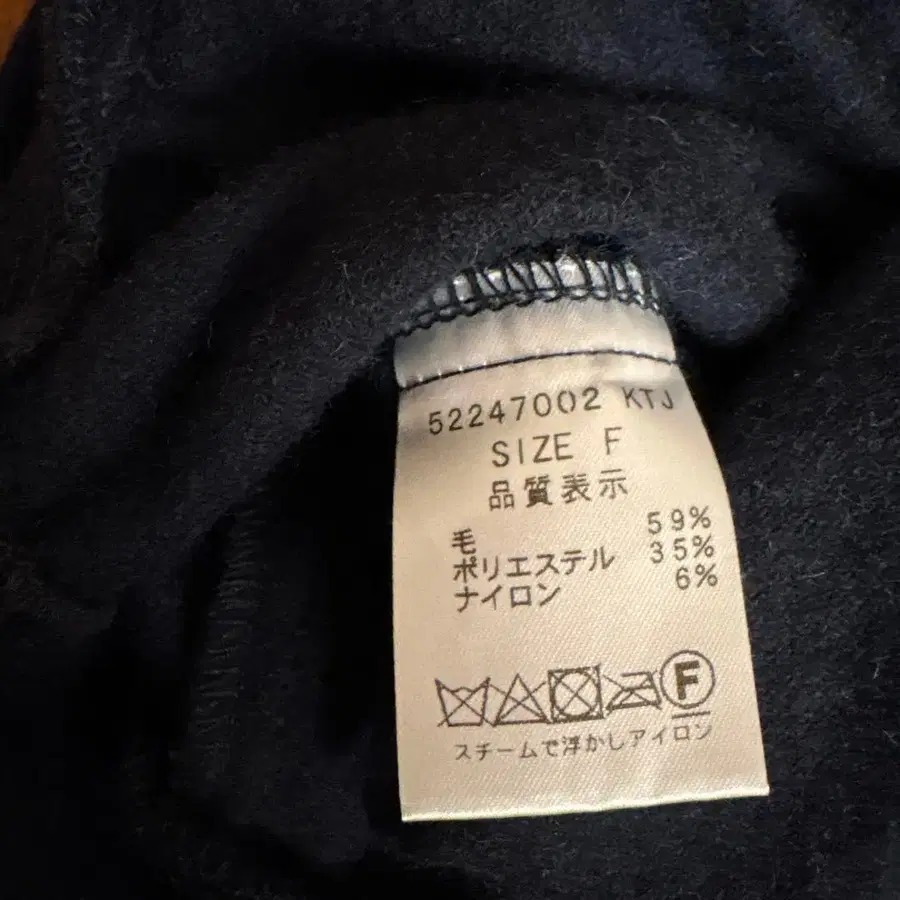 52247002 KTJ
SIZE F
品質表示
毛 59%
ポリエステル 35%
ナイロン 6%
F
スチームで浮かしアイロン